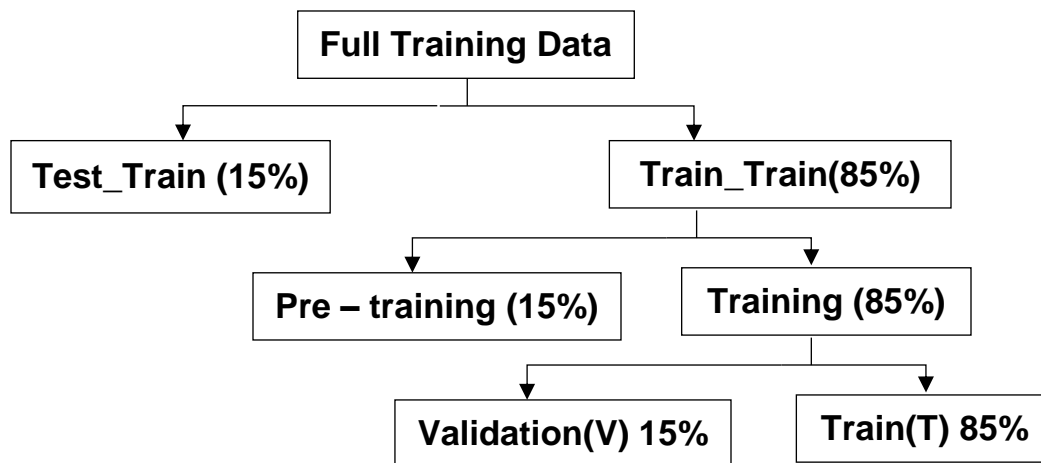 Full Training Data
Test_Train (15%)
Train_Train(85%)
Pre – training (15%)
Training (85%)
Validation(V) 15%
Train(T) 85%